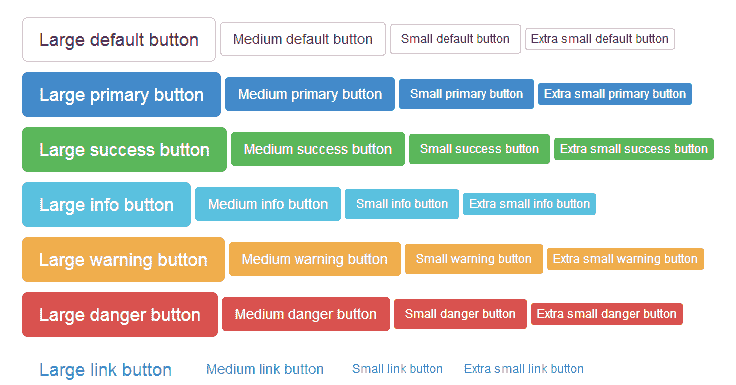 Large default button Medium default button Small default button Extra small default button
Large primary button Medium primary button Small primary button Extra small primary button
Large success button Medium success button Small success button Extra small success button
Large info button Medium info button Small info button Extra small info button
Large warning button Medium warning button Small warning button Extra small warning button
Large danger button Medium danger button Small danger button Extra small danger button
Large link button Medium link button Small link button Extra small link button